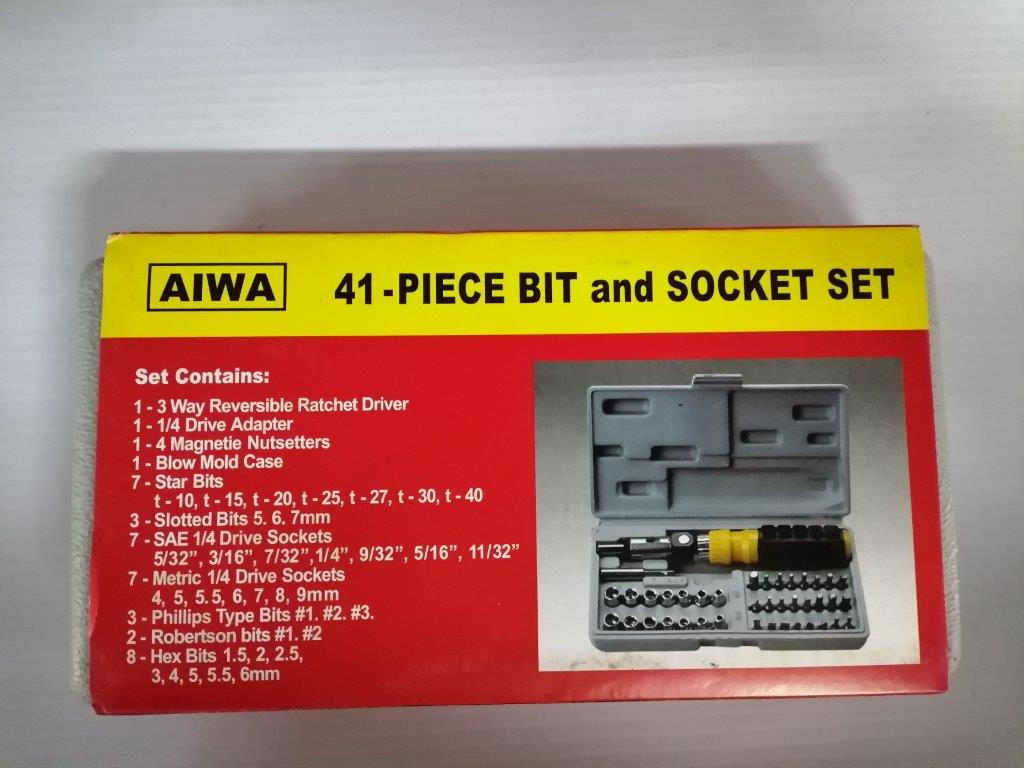 AIWA
41-PIECE BIT and SOCKET SET
Set Contains:
1 - 3 Way Reversible Ratchet Driver
1 - 1/4 Drive Adapter
1 - 4 Magnetie Nutsetters
1 - Blow Mold Case
7 - Star Bits
t - 10, t - 15, t - 20, t - 25, t - 27, t - 30, t - 40
3 - Slotted Bits 5. 6. 7mm
7 - SAE 1/4 Drive Sockets
5/32”, 3/16”, 7/32”,1/4”, 9/32”, 5/16”, 11/32”
7 - Metric 1/4 Drive Sockets
4, 5, 5.5, 6, 7, 8, 9mm
3 - Phillips Type Bits #1. #2. #3.
2 - Robertson bits #1. #2
8 - Hex Bits 1.5, 2, 2.5,
3, 4, 5, 5.5, 6mm